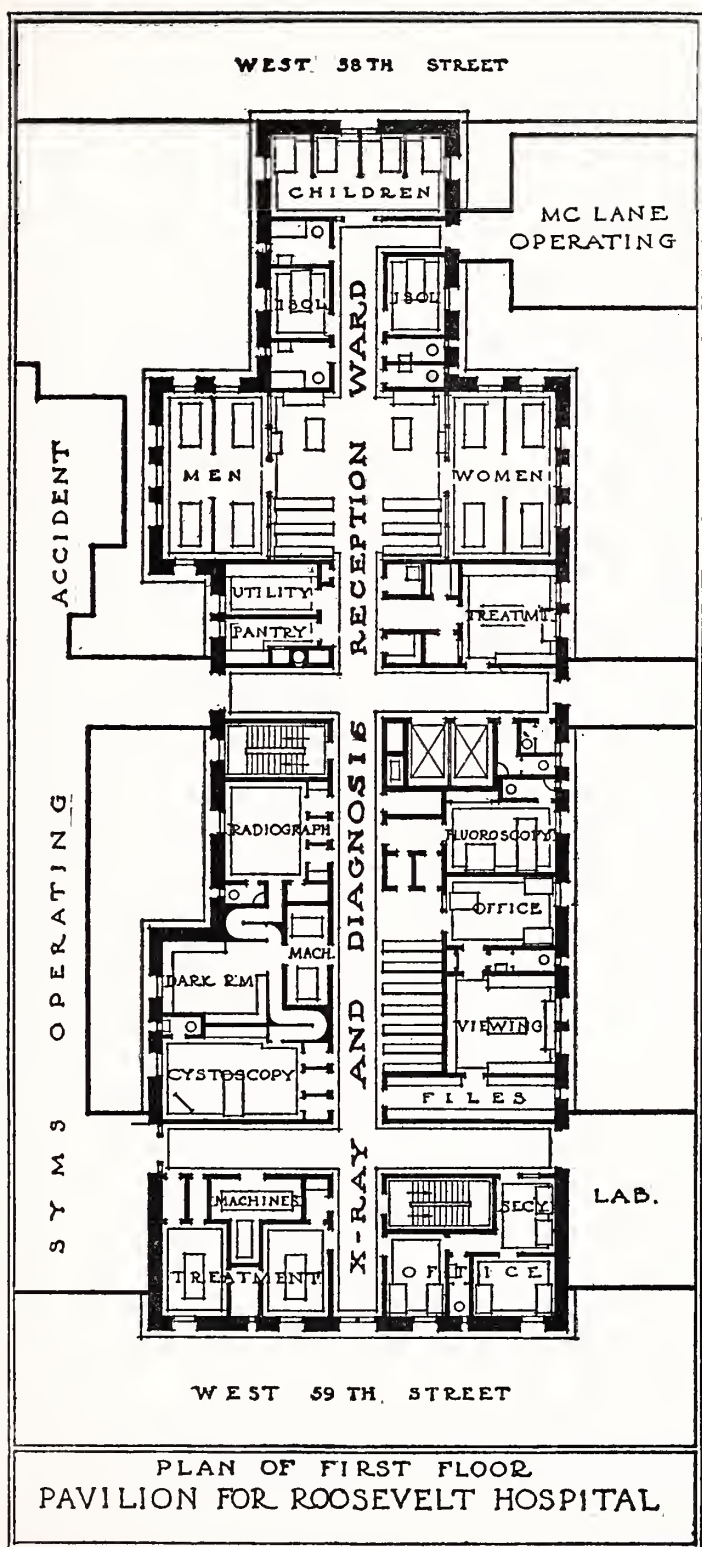 WEST 58TH STREET
CHILDREN
MC LANE
OPERATING
ISOL
ISOL
RECEPTION WARD
ACCIDENT
MEN
WOMEN
UTILITY
PANTRY
TREATMT.
SYMS OPERATING
X-RAY AND DIAGNOSIS
RADIOGRAPH
FLUOROSCOPY
OFFICE
MACH.
DARK RM.
VIEWING
CYSTOSCOPY
FILES
MACHINES
SECY.
LAB.
TREATMENT
OFFICE
WEST 59TH STREET
PLAN OF FIRST FLOOR
PAVILION FOR ROOSEVELT HOSPITAL